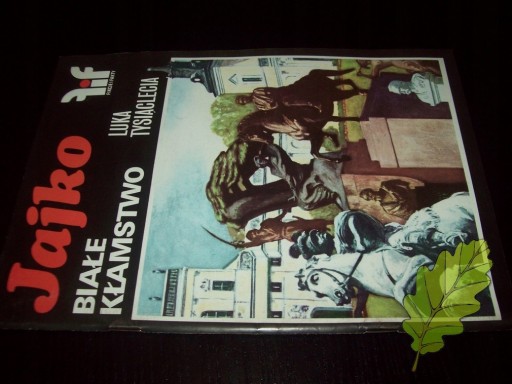 Jajko
BIAŁE
KŁAMSTWO
LUKA
TYSIĄCLECIA